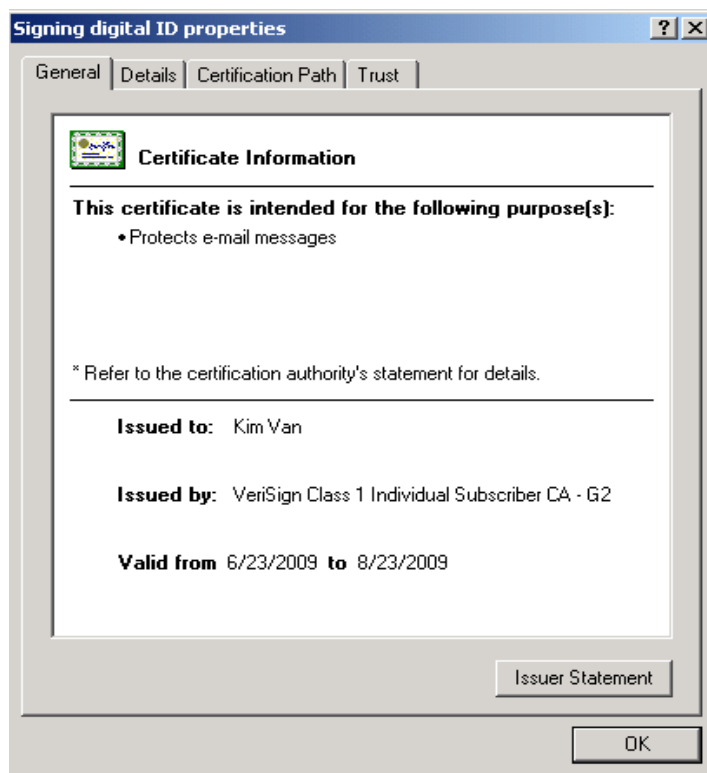 Signing digital ID properties
General Details Certification Path Trust
Certificate Information
This certificate is intended for the following purpose(s):
• Protects e-mail messages
* Refer to the certification authority's statement for details.
Issued to: Kim Van
Issued by: VeriSign Class 1 Individual Subscriber CA - G2
Valid from 6/23/2009 to 8/23/2009
Issuer Statement
OK